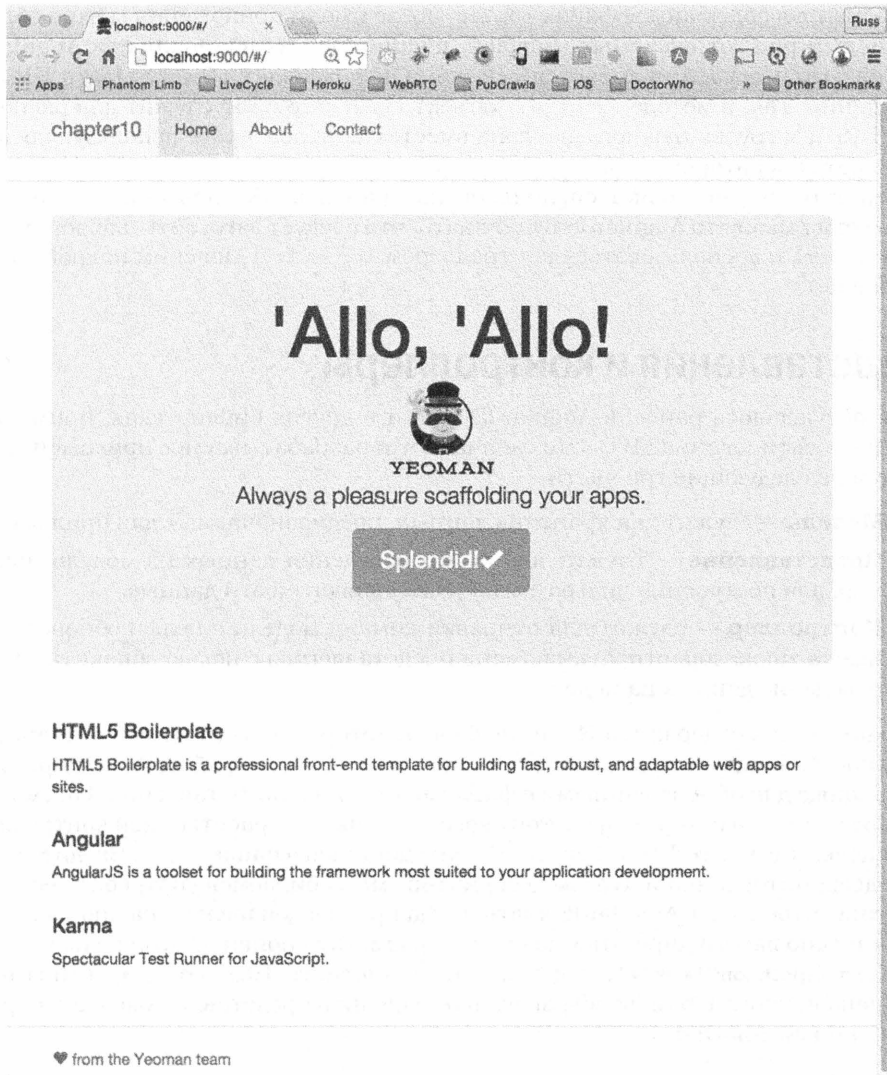 localhost:9000/#/
Russ
localhost:9000/#/
Apps Phantom Limb LiveCycle Heroku WebRTC PubCrawls iOS DoctorWho » Other Bookmarks
chapter10 Home About Contact
'Allo, 'Allo!
YEOMAN
Always a pleasure scaffolding your apps.
Splendid!✔
HTML5 Boilerplate
HTML5 Boilerplate is a professional front-end template for building fast, robust, and adaptable web apps or
sites.
Angular
AngularJS is a toolset for building the framework most suited to your application development.
Karma
Spectacular Test Runner for JavaScript.
♥ from the Yeoman team